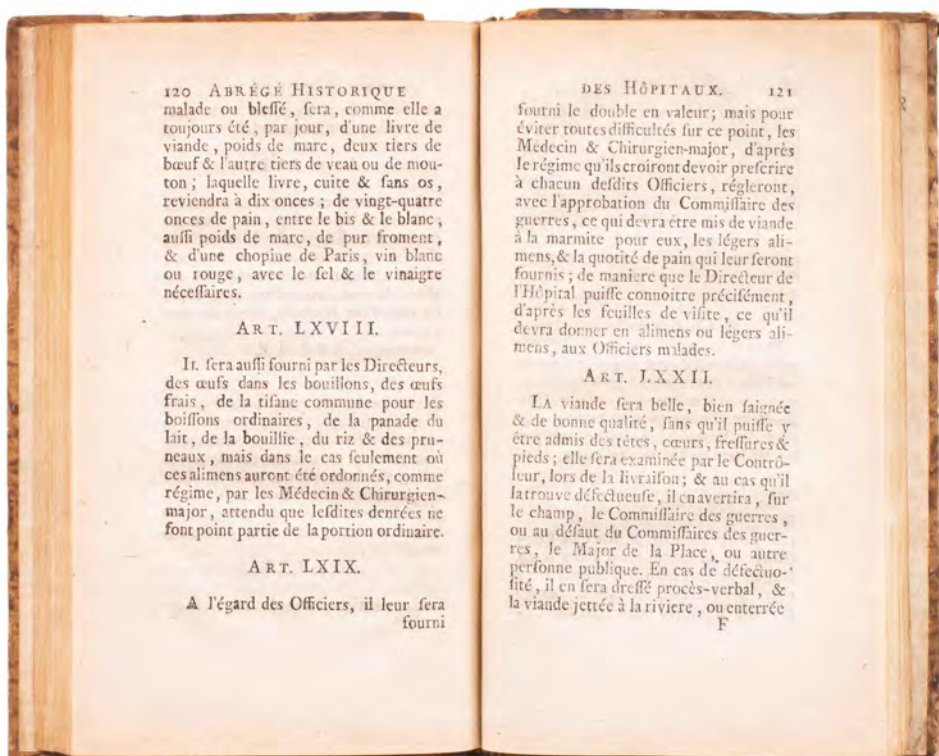 120 ABRÉGÉ HISTORIQUE
malade ou bleſſé, ſera, comme elle a
toujours été, par jour, d'une livre de
viande, poids de marc, deux tiers de
bœuf & l'autre tiers de veau ou de mou-
ton; laquelle livre, cuite & ſans os,
reviendra à dix onces; de vingt-quatre
onces de pain, entre le bis & le blanc,
auſſi poids de marc, de pur froment,
& d'une chopine de Paris, vin blanc
ou rouge, avec le ſel & le vinaigre
néceſſaires.
ART. LXVIII.
IL ſera auſſi fourni par les Directeurs,
des œufs dans les bouillons, des œufs
frais, de la tiſane commune pour les
boiſſons ordinaires, de la panade du
lait, de la bouillie, du riz & des pru-
neaux, mais dans le cas ſeulement où
ces alimens auront été ordonnés, comme
régime, par les Médecin & Chirurgien-
major, attendu que leſdites denrées ne
ſont point partie de la portion ordinaire.
ART. LXIX.
A l'égard des Officiers, il leur ſera
fourni
DES HÔPITAUX. 121
fourni le double en valeur; mais pour
éviter toutes difficultés ſur ce point, les
Médecin & Chirurgien-major, d'après
le régime qu'ils croiront devoir preſcrire
à chacun deſdits Officiers, régleront,
avec l'approbation du Commiſſaire des
guerres, ce qui devra être mis de viande
à la marmite pour eux, les légers ali-
mens, & la quotité de pain qui leur ſeront
fournis; de maniere que le Directeur de
l'Hôpital puiſſe connoitre préciſément,
d'après les feuilles de viſite, ce qu'il
devra donner en alimens ou légers ali-
mens, aux Officiers malades.
ART. LXXII.
LA viande ſera belle, bien ſaignée
& de bonne qualité, ſans qu'il puiſſe y
être admis des têtes, cœurs, freſſures &
pieds; elle ſera examinée par le Contrô-
leur, lors de la livraiſon; & au cas qu'il
la trouve défectueuſe, il en avertira, ſur
le champ, le Commiſſaire des guerres,
ou au défaut du Commiſſaires des guer-
res, le Major de la Place, ou autre
perſonne publique. En cas de défectuo-
ſité, il en ſera dreſſé procès-verbal, &
la viande jettée à la riviere, ou enterrée
F